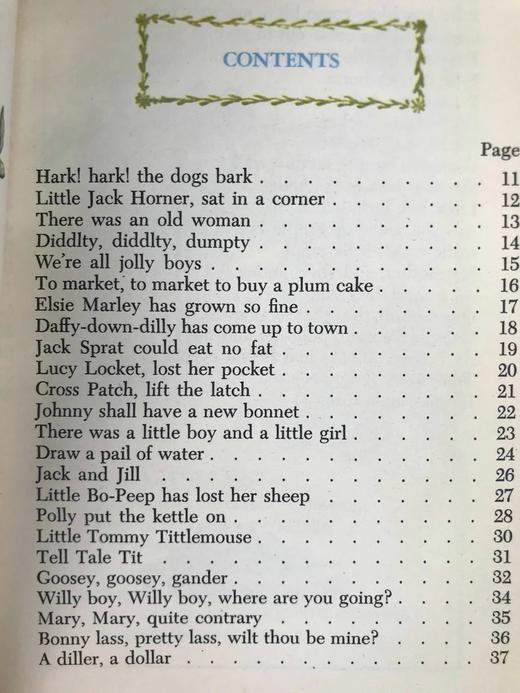 CONTENTS
Page
Hark! hark! the dogs bark . . . . . . . . . . . 11
Little Jack Horner, sat in a corner . . . . . . . . 12
There was an old woman . . . . . . . . . . . 13
Diddlty, diddlty, dumpty . . . . . . . . . . . 14
We're all jolly boys . . . . . . . . . . . . . 15
To market, to market to buy a plum cake . . . . . . 16
Elsie Marley has grown so fine . . . . . . . . . 17
Daffy-down-dilly has come up to town . . . . . . . 18
Jack Sprat could eat no fat . . . . . . . . . . 19
Lucy Locket, lost her pocket . . . . . . . . . . 20
Cross Patch, lift the latch . . . . . . . . . . . 21
Johnny shall have a new bonnet . . . . . . . . . 22
There was a little boy and a little girl . . . . . . . 23
Draw a pail of water . . . . . . . . . . . . . 24
Jack and Jill . . . . . . . . . . . . . . . 26
Little Bo-Peep has lost her sheep . . . . . . . . 27
Polly put the kettle on . . . . . . . . . . . . 28
Little Tommy Tittlemouse . . . . . . . . . . . 30
Tell Tale Tit . . . . . . . . . . . . . . . 31
Goosey, goosey, gander . . . . . . . . . . . . 32
Willy boy, Willy boy, where are you going? . . . . . 34
Mary, Mary, quite contrary . . . . . . . . . . 35
Bonny lass, pretty lass, wilt thou be mine? . . . . . 36
A diller, a dollar . . . . . . . . . . . . . . 37